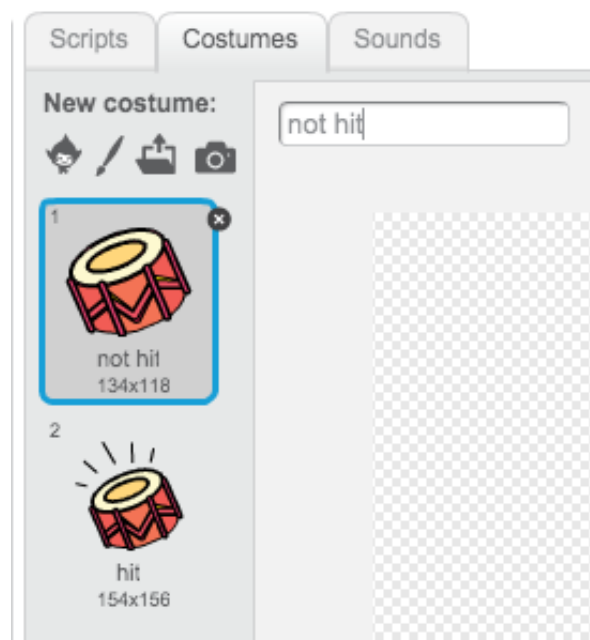 Scripts Costumes Sounds
New costume:
not hit
1
not hit
134x118
2
hit
154x156